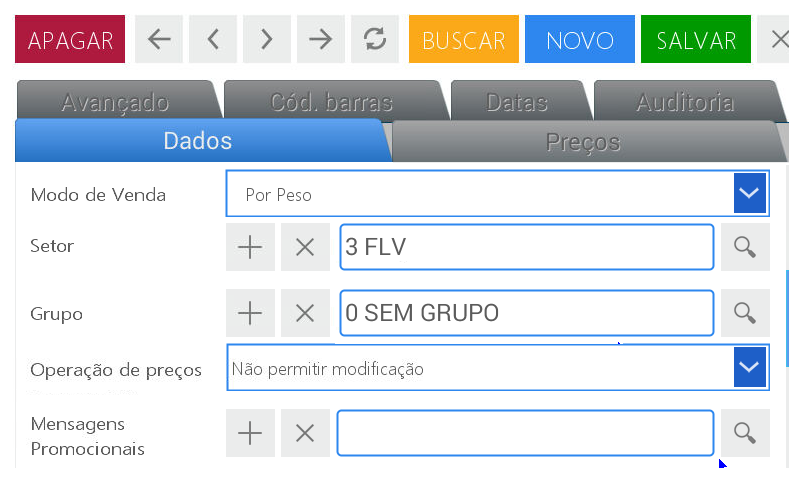 APAGAR BUSCAR NOVO SALVAR
Avançado Cód. barras Datas Auditoria
Dados Preços
Modo de Venda Por Peso
Setor 3 FLV
Grupo 0 SEM GRUPO
Operação de preços Não permitir modificação
Mensagens
Promocionais